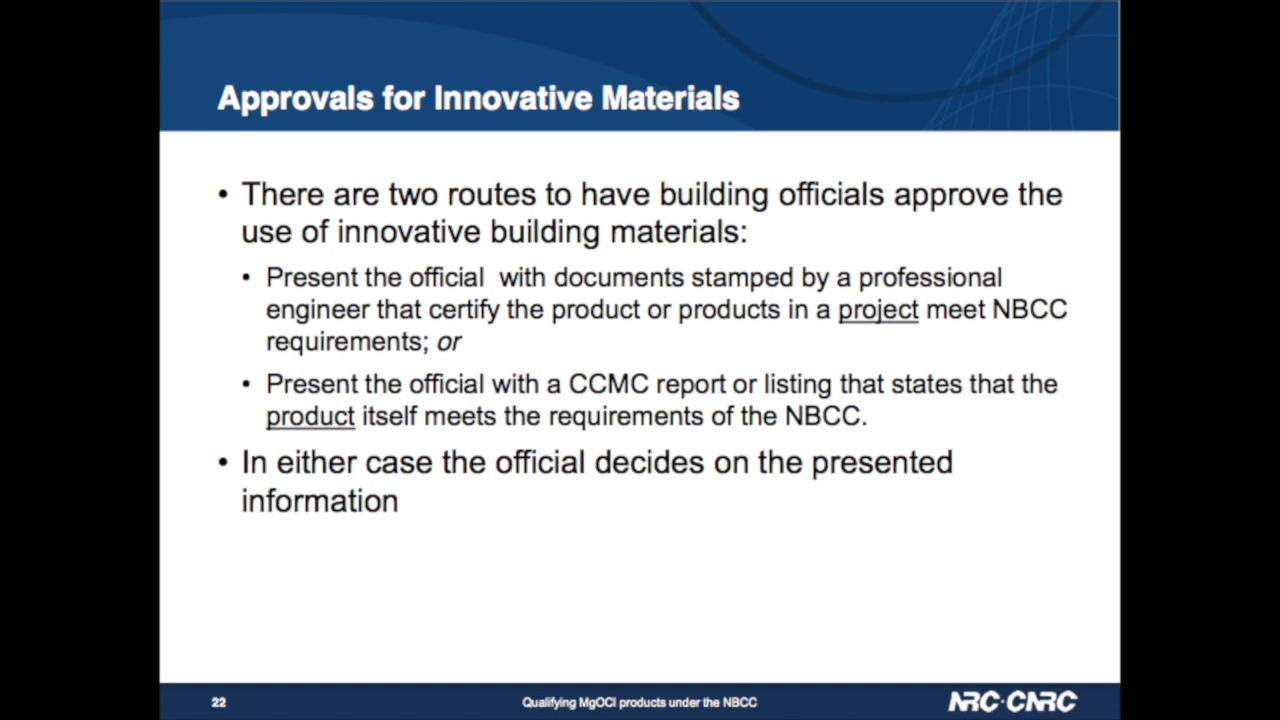 Approvals for Innovative Materials
• There are two routes to have building officials approve the
use of innovative building materials:
• Present the official with documents stamped by a professional
engineer that certify the product or products in a project meet NBCC
requirements; or
• Present the official with a CCMC report or listing that states that the
product itself meets the requirements of the NBCC.
• In either case the official decides on the presented
information
22
Qualifying MgOCl products under the NBCC
NRC·CNRC